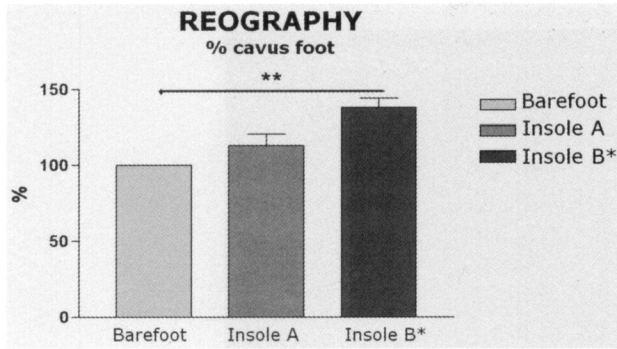 REOGRAPHY
% cavus foot
**
150
100
50
0
%
Barefoot
Insole A
Insole B*
Barefoot
Insole A
Insole B*